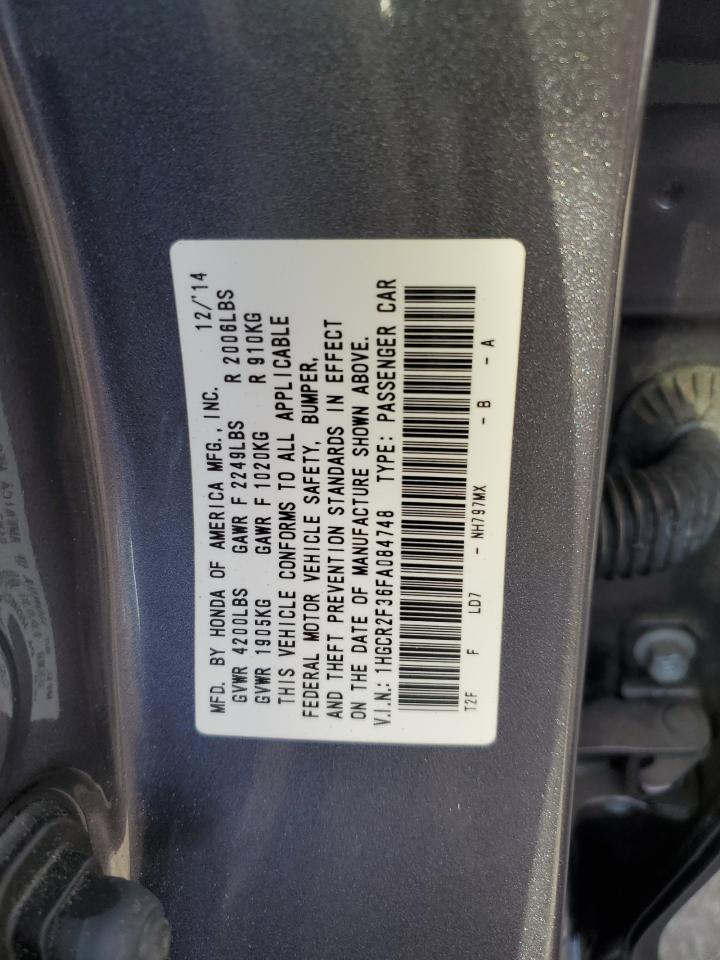 MFD. BY HONDA OF AMERICA MFG., INC. 12/'14
GVWR 4200LBS GAWR F 2249LBS R 2006LBS
GVWR 1905KG GAWR F 1020KG R 910KG
THIS VEHICLE CONFORMS TO ALL APPLICABLE
FEDERAL MOTOR VEHICLE SAFETY, BUMPER,
AND THEFT PREVENTION STANDARDS IN EFFECT
ON THE DATE OF MANUFACTURE SHOWN ABOVE.
V.I.N.: 1HGCR2F36FA084748 TYPE: PASSENGER CAR
T2F F LD7 - NH797MX - B - A